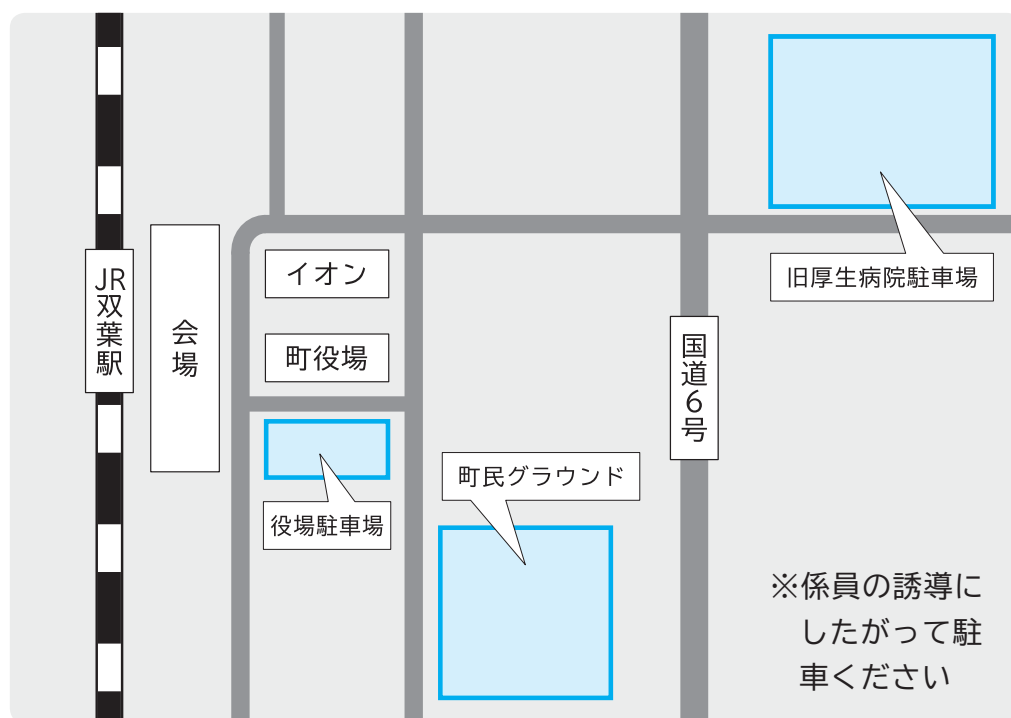 JR双葉駅
会場
イオン
町役場
役場駐車場
町民グラウンド
国道6号
旧厚生病院駐車場
※係員の誘導に
したがって駐
車ください